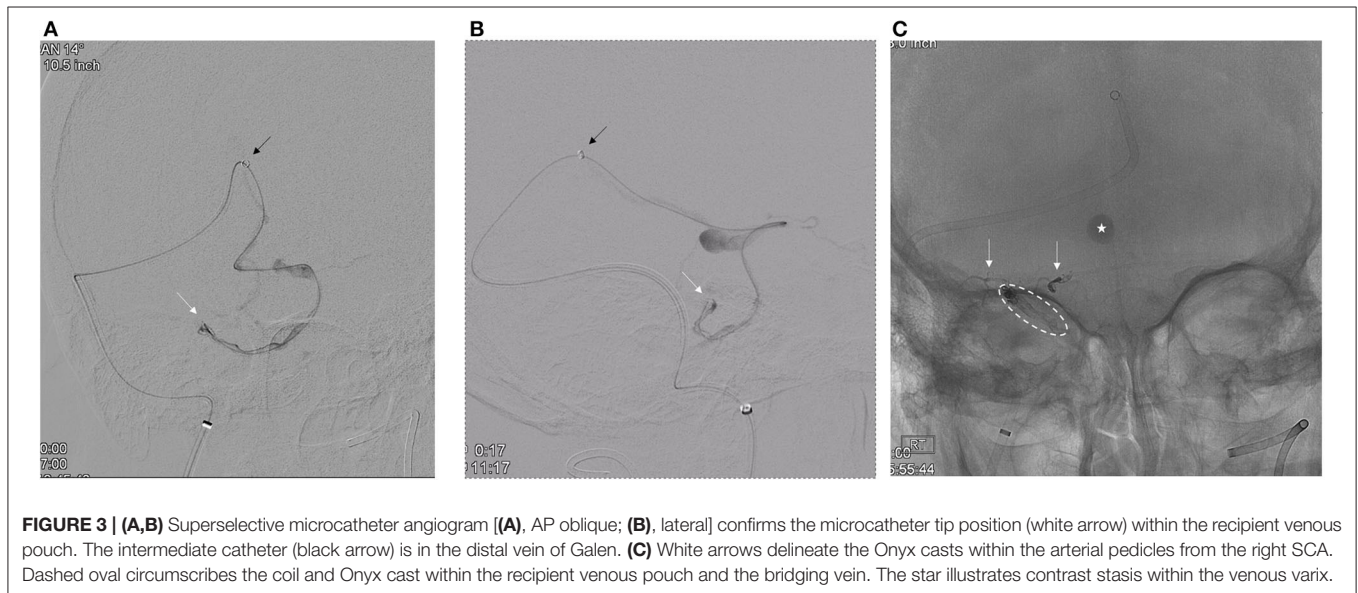 A
B
C
AN 14°
10.5 inch
3.0 inch
0:00
7:00
0:17
11:17
RT
:00
5:55:44
FIGURE 3 | (A,B) Superselective microcatheter angiogram [(A), AP oblique; (B), lateral] confirms the microcatheter tip position (white arrow) within the recipient venous
pouch. The intermediate catheter (black arrow) is in the distal vein of Galen. (C) White arrows delineate the Onyx casts within the arterial pedicles from the right SCA.
Dashed oval circumscribes the coil and Onyx cast within the recipient venous pouch and the bridging vein. The star illustrates contrast stasis within the venous varix.